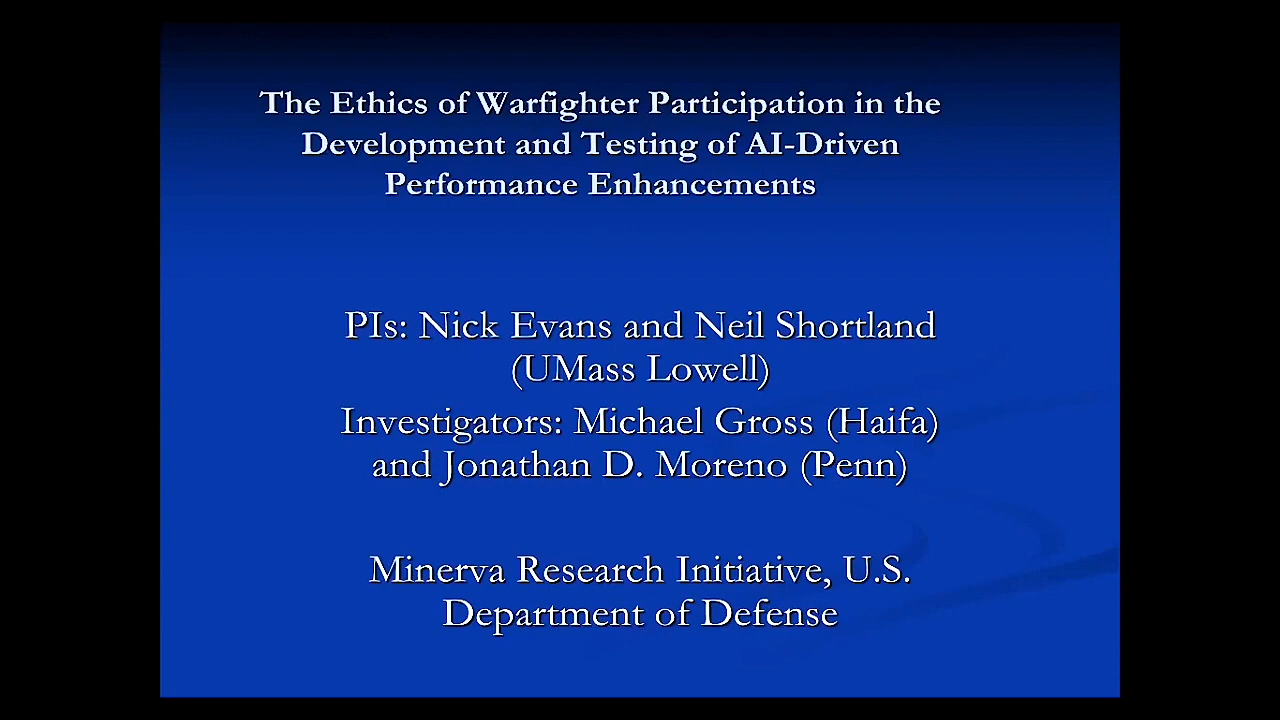 The Ethics of Warfighter Participation in the
Development and Testing of AI-Driven
Performance Enhancements
PIs: Nick Evans and Neil Shortland
(UMass Lowell)
Investigators: Michael Gross (Haifa)
and Jonathan D. Moreno (Penn)
Minerva Research Initiative, U.S.
Department of Defense